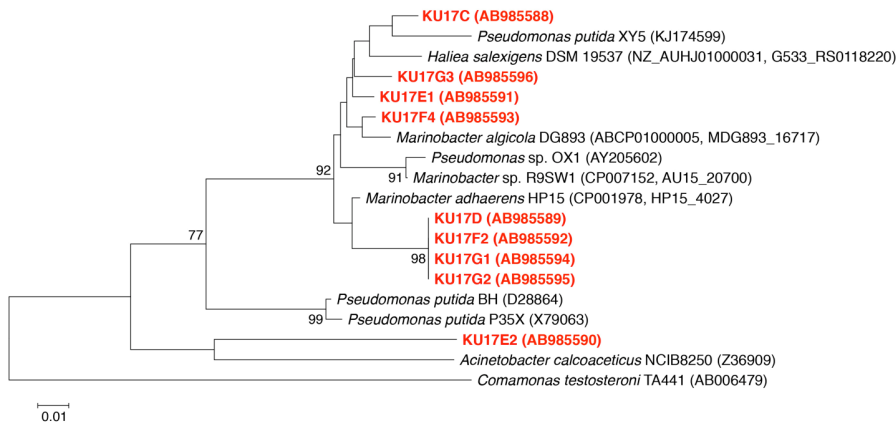 KU17C (AB985588)
Pseudomonas putida XY5 (KJ174599)
Haliea salexigens DSM 19537 (NZ_AUHJ01000031, G533_RS0118220)
KU17G3 (AB985596)
KU17E1 (AB985591)
KU17F4 (AB985593)
Marinobacter algicola DG893 (ABCP01000005, MDG893_16717)
Pseudomonas sp. OX1 (AY205602)
92
91
Marinobacter sp. R9SW1 (CP007152, AU15_20700)
Marinobacter adhaerens HP15 (CP001978, HP15_4027)
KU17D (AB985589)
77
KU17F2 (AB985592)
98
KU17G1 (AB985594)
KU17G2 (AB985595)
Pseudomonas putida BH (D28864)
99
Pseudomonas putida P35X (X79063)
KU17E2 (AB985590)
Acinetobacter calcoaceticus NCIB8250 (Z36909)
Comamonas testosteroni TA441 (AB006479)
0.01